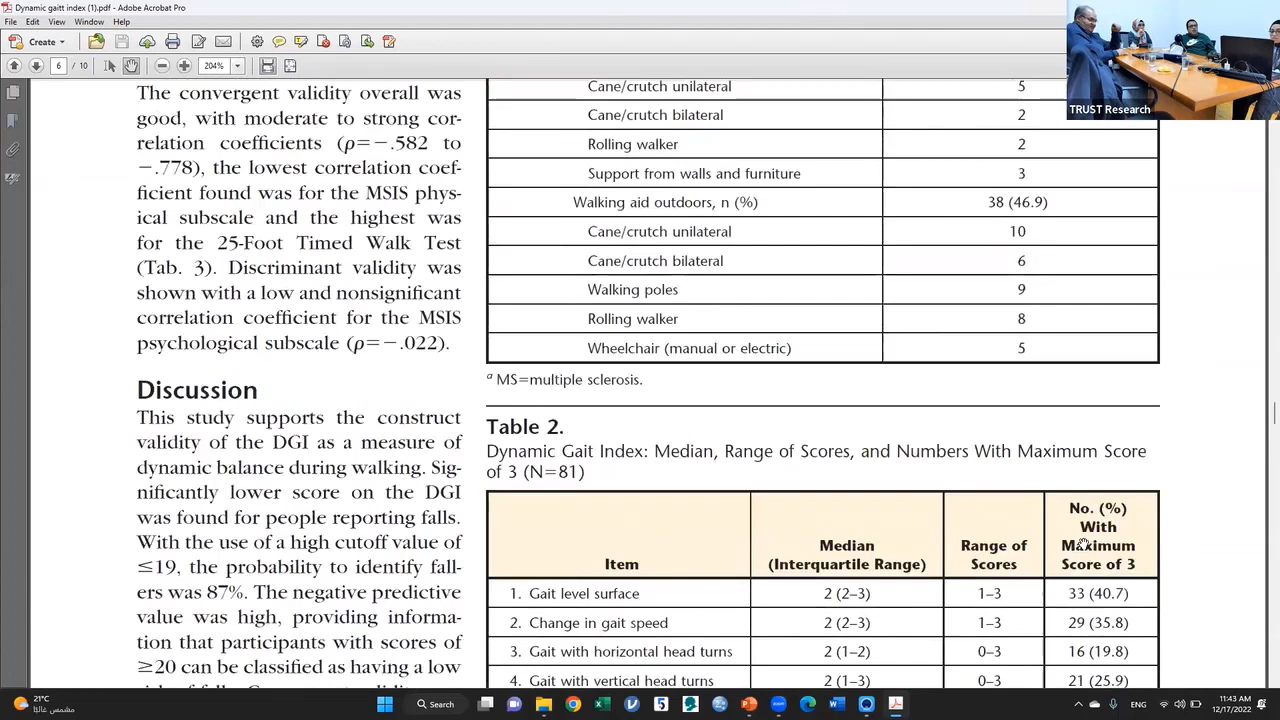 Dynamic gaitt index (1).pdf - Adobe Acrobat Pro
File Edit View Window Help
Create
6 / 10 204%
TRUST Research
The convergent validity overall was
good, with moderate to strong cor-
relation coefficients (ρ=−.582 to
−.778), the lowest correlation coef-
ficient found was for the MSIS phys-
ical subscale and the highest was
for the 25-Foot Timed Walk Test
(Tab. 3). Discriminant validity was
shown with a low and nonsignificant
correlation coefficient for the MSIS
psychological subscale (ρ=−.022).
Discussion
This study supports the construct
validity of the DGI as a measure of
dynamic balance during walking. Sig-
nificantly lower score on the DGI
was found for people reporting falls.
With the use of a high cutoff value of
≤19, the probability to identify fall-
ers was 87%. The negative predictive
value was high, providing informa-
tion that participants with scores of
≥20 can be classified as having a low
Cane/crutch unilateral 5
Cane/crutch bilateral 2
Rolling walker 2
Support from walls and furniture 3
Walking aid outdoors, n (%) 38 (46.9)
Cane/crutch unilateral 10
Cane/crutch bilateral 6
Walking poles 9
Rolling walker 8
Wheelchair (manual or electric) 5
a MS=multiple sclerosis.
Table 2.
Dynamic Gait Index: Median, Range of Scores, and Numbers With Maximum Score
of 3 (N=81)
Item Median (Interquartile Range) Range of Scores No. (%) With Maximum Score of 3
1. Gait level surface 2 (2–3) 1–3 33 (40.7)
2. Change in gait speed 2 (2–3) 1–3 29 (35.8)
3. Gait with horizontal head turns 2 (1–2) 0–3 16 (19.8)
4. Gait with vertical head turns 2 (1–3) 0–3 21 (25.9)
21°C
مشمس غالبًا
Search
ENG
11:43 AM
12/17/2022